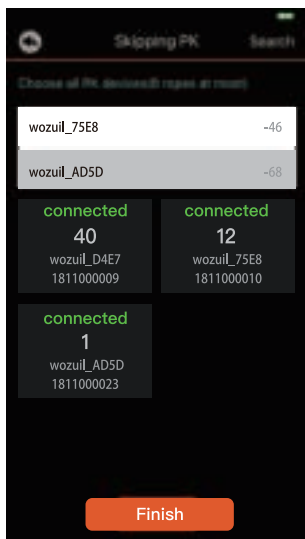 Skipping PK
Search
Choose all PK devices(6 ropes at most)
wozuil_75E8
-46
wozuil_AD5D
-68
connected
40
wozuil_D4E7
1811000009
connected
12
wozuil_75E8
1811000010
connected
1
wozuil_AD5D
1811000023
Finish